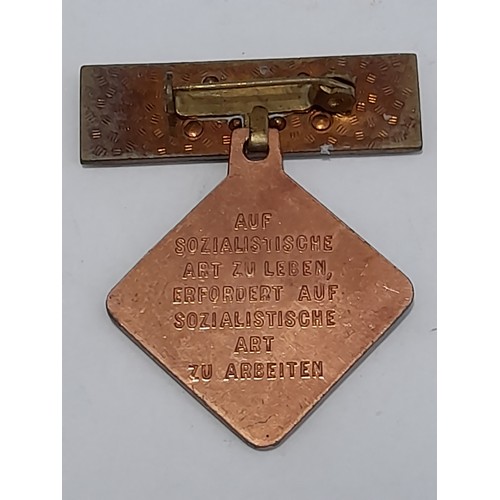 AUF
SOZIALISTISCHE
ART ZU LEBEN,
ERFORDERT AUF
SOZIALISTISCHE
ART
ZU ARBEITEN